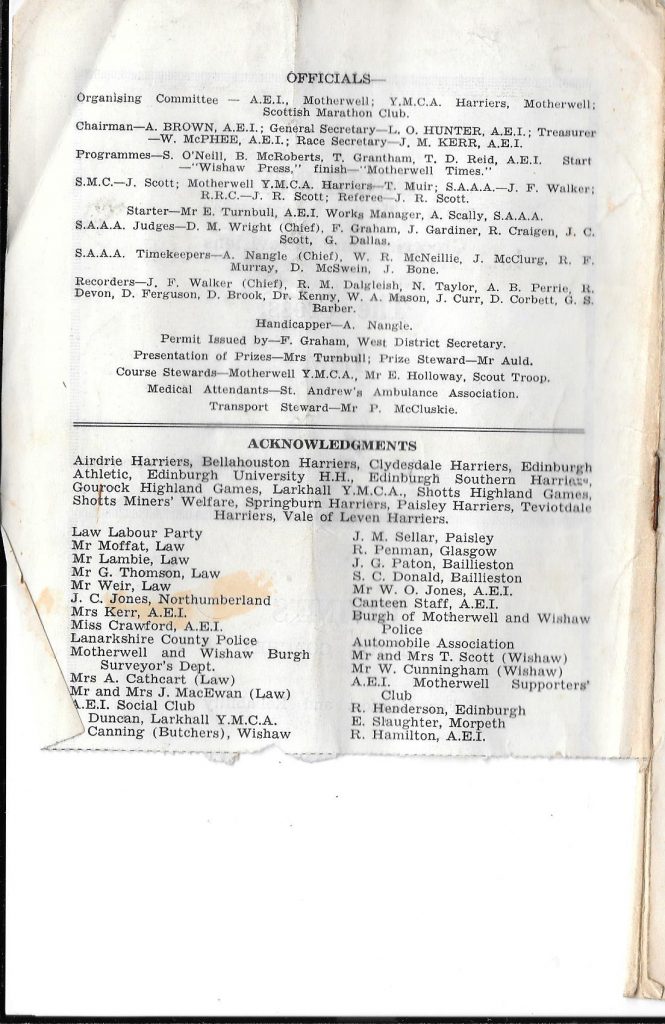 OFFICIALS—
Organising Committee — A.E.I., Motherwell; Y.M.C.A. Harriers, Motherwell;
Scottish Marathon Club.
Chairman—A. BROWN, A.E.I.; General Secretary—L. O. HUNTER, A.E.I.; Treasurer
—W. McPHEE, A.E.I.; Race Secretary—J. M. KERR, A.E.I.
Programmes—S. O'Neill, B. McRoberts, T. Grantham, T. D. Reid, A.E.I. Start
—"Wishaw Press," finish—"Motherwell Times."
S.M.C.—J. Scott; Motherwell Y.M.C.A. Harriers—T. Muir; S.A.A.A.—J. F. Walker;
R.R.C.—J. R. Scott; Referee—J. R. Scott.
Starter—Mr E. Turnbull, A.E.I. Works Manager, A. Scally, S.A.A.A.
S.A.A.A. Judges—D. M. Wright (Chief), F. Graham, J. Gardiner, R. Craigen, J. C.
Scott, G. Dallas.
S.A.A.A. Timekeepers—A. Nangle (Chief), W. R. McNeillie, J. McClurg, R. F.
Murray, D. McSwein, J. Bone.
Recorders—J. F. Walker (Chief), R. M. Dalgleish, N. Taylor, A. B. Perrie, R.
Devon, D. Ferguson, D. Brook, Dr. Kenny, W. A. Mason, J. Curr, D. Corbett, G. S.
Barber.
Handicapper—A. Nangle.
Permit Issued by—F. Graham, West District Secretary.
Presentation of Prizes—Mrs Turnbull; Prize Steward—Mr Auld.
Course Stewards—Motherwell Y.M.C.A., Mr E. Holloway, Scout Troop.
Medical Attendants—St. Andrew's Ambulance Association.
Transport Steward—Mr P. McCluskie.
ACKNOWLEDGMENTS
Airdrie Harriers, Bellahouston Harriers, Clydesdale Harriers, Edinburgh
Athletic, Edinburgh University H.H., Edinburgh Southern Harriers,
Gourock Highland Games, Larkhall Y.M.C.A., Shotts Highland Games,
Shotts Miners' Welfare, Springburn Harriers, Paisley Harriers, Teviotdale
Harriers, Vale of Leven Harriers.
Law Labour Party
Mr Moffat, Law
Mr Lambie, Law
Mr G. Thomson, Law
Mr Weir, Law
J. C. Jones, Northumberland
Mrs Kerr, A.E.I.
Miss Crawford, A.E.I.
Lanarkshire County Police
Motherwell and Wishaw Burgh
Surveyor's Dept.
Mrs A. Cathcart (Law)
Mr and Mrs J. MacEwan (Law)
A.E.I. Social Club
Duncan, Larkhall Y.M.C.A.
Canning (Butchers), Wishaw
J. M. Sellar, Paisley
R. Penman, Glasgow
J. G. Paton, Baillieston
S. C. Donald, Baillieston
Mr W. O. Jones, A.E.I.
Canteen Staff, A.E.I.
Burgh of Motherwell and Wishaw
Police
Automobile Association
Mr and Mrs T. Scott (Wishaw)
Mr W. Cunningham (Wishaw)
A.E.I. Motherwell Supporters'
Club
R. Henderson, Edinburgh
E. Slaughter, Morpeth
R. Hamilton, A.E.I.